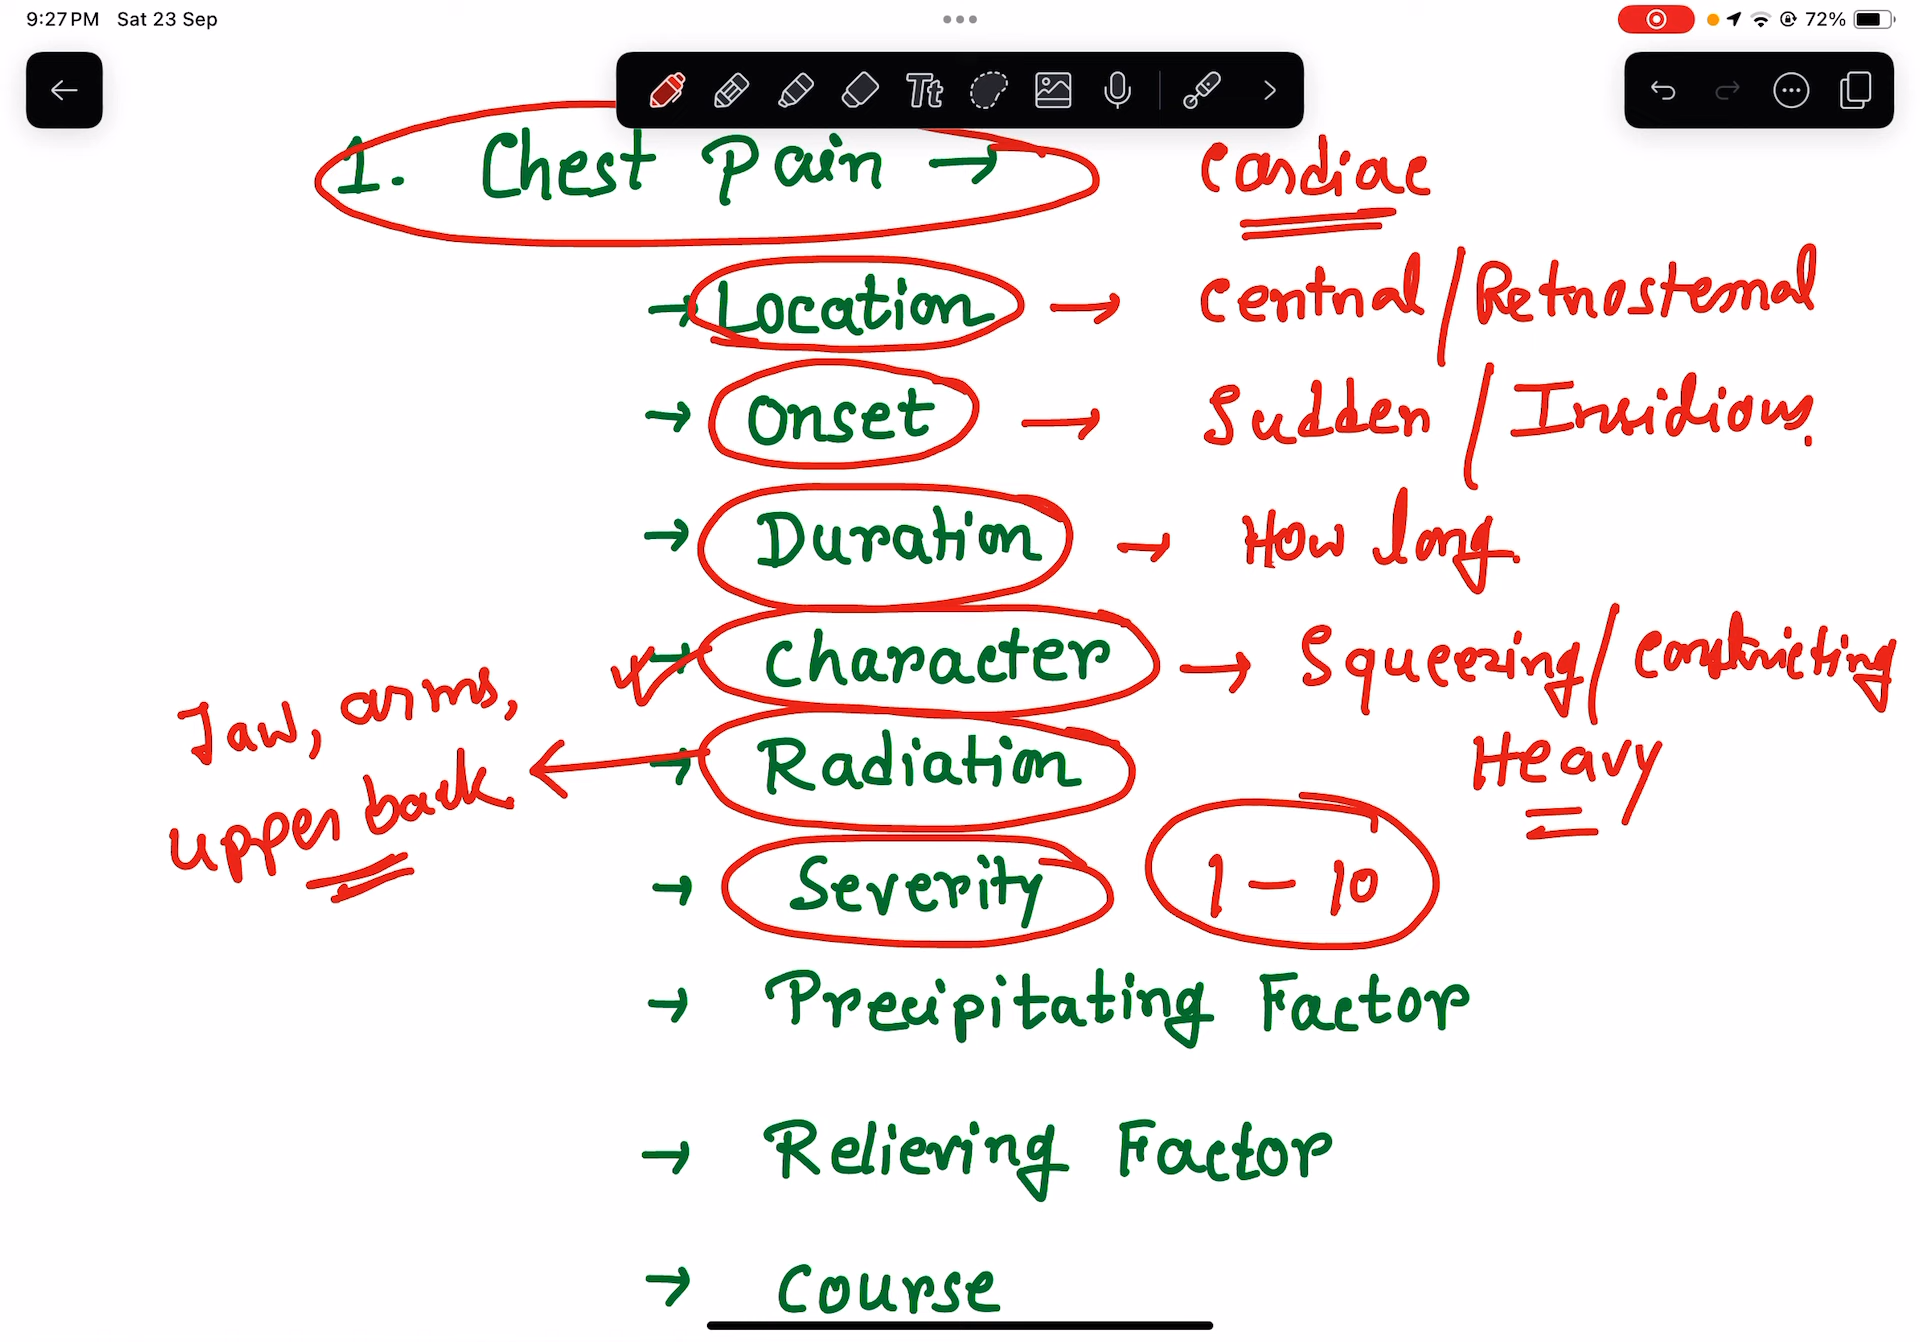 9:27 PM Sat 23 Sep
72%
Tt
1. Chest Pain → Cardiac
→ Location → Central / Retrosternal
→ Onset → Sudden / Insidious.
→ Duration → How long.
→ Character → Squeezing / Constricting
Heavy
→ Radiation
Jaw, arms,
upper back
→ Severity 1 - 10
→ Precipitating Factor
→ Relieving Factor
→ Course